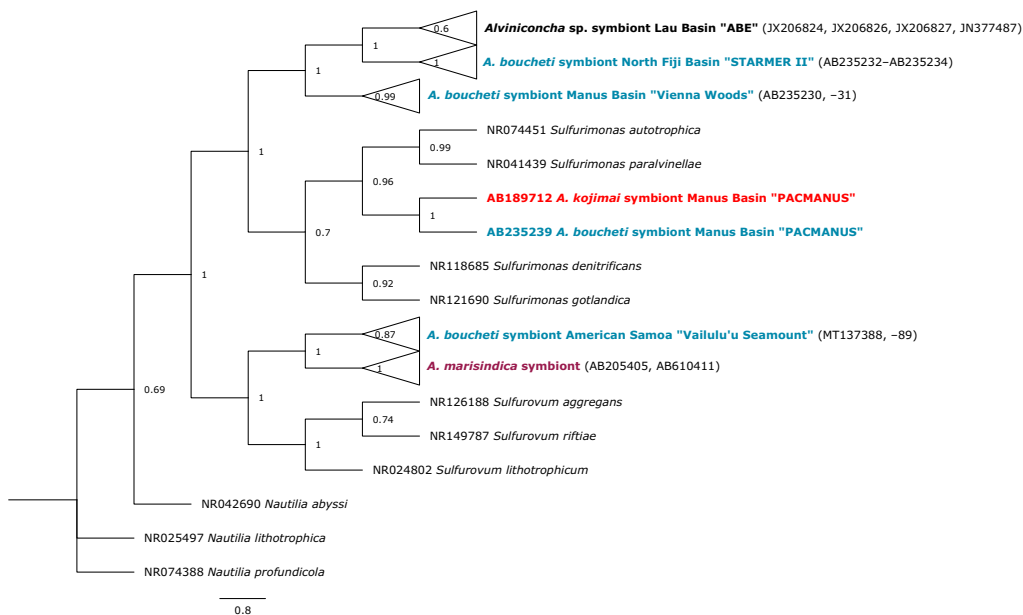 0.6
Alviniconcha sp. symbiont Lau Basin "ABE" (JX206824, JX206826, JX206827, JN377487)
1
1
A. boucheti symbiont North Fiji Basin "STARMER II" (AB235232–AB235234)
1
0.99
A. boucheti symbiont Manus Basin "Vienna Woods" (AB235230, –31)
NR074451 Sulfurimonas autotrophica
0.99
1
NR041439 Sulfurimonas paralvinellae
0.96
AB189712 A. kojimai symbiont Manus Basin "PACMANUS"
1
0.7
AB235239 A. boucheti symbiont Manus Basin "PACMANUS"
NR118685 Sulfurimonas denitrificans
1
0.92
NR121690 Sulfurimonas gotlandica
0.87
A. boucheti symbiont American Samoa "Vailulu'u Seamount" (MT137388, –89)
1
1
A. marisindica symbiont (AB205405, AB610411)
0.69
1
NR126188 Sulfurovum aggregans
0.74
NR149787 Sulfurovum riftiae
1
NR024802 Sulfurovum lithotrophicum
NR042690 Nautilia abyssi
NR025497 Nautilia lithotrophica
NR074388 Nautilia profundicola
0.8